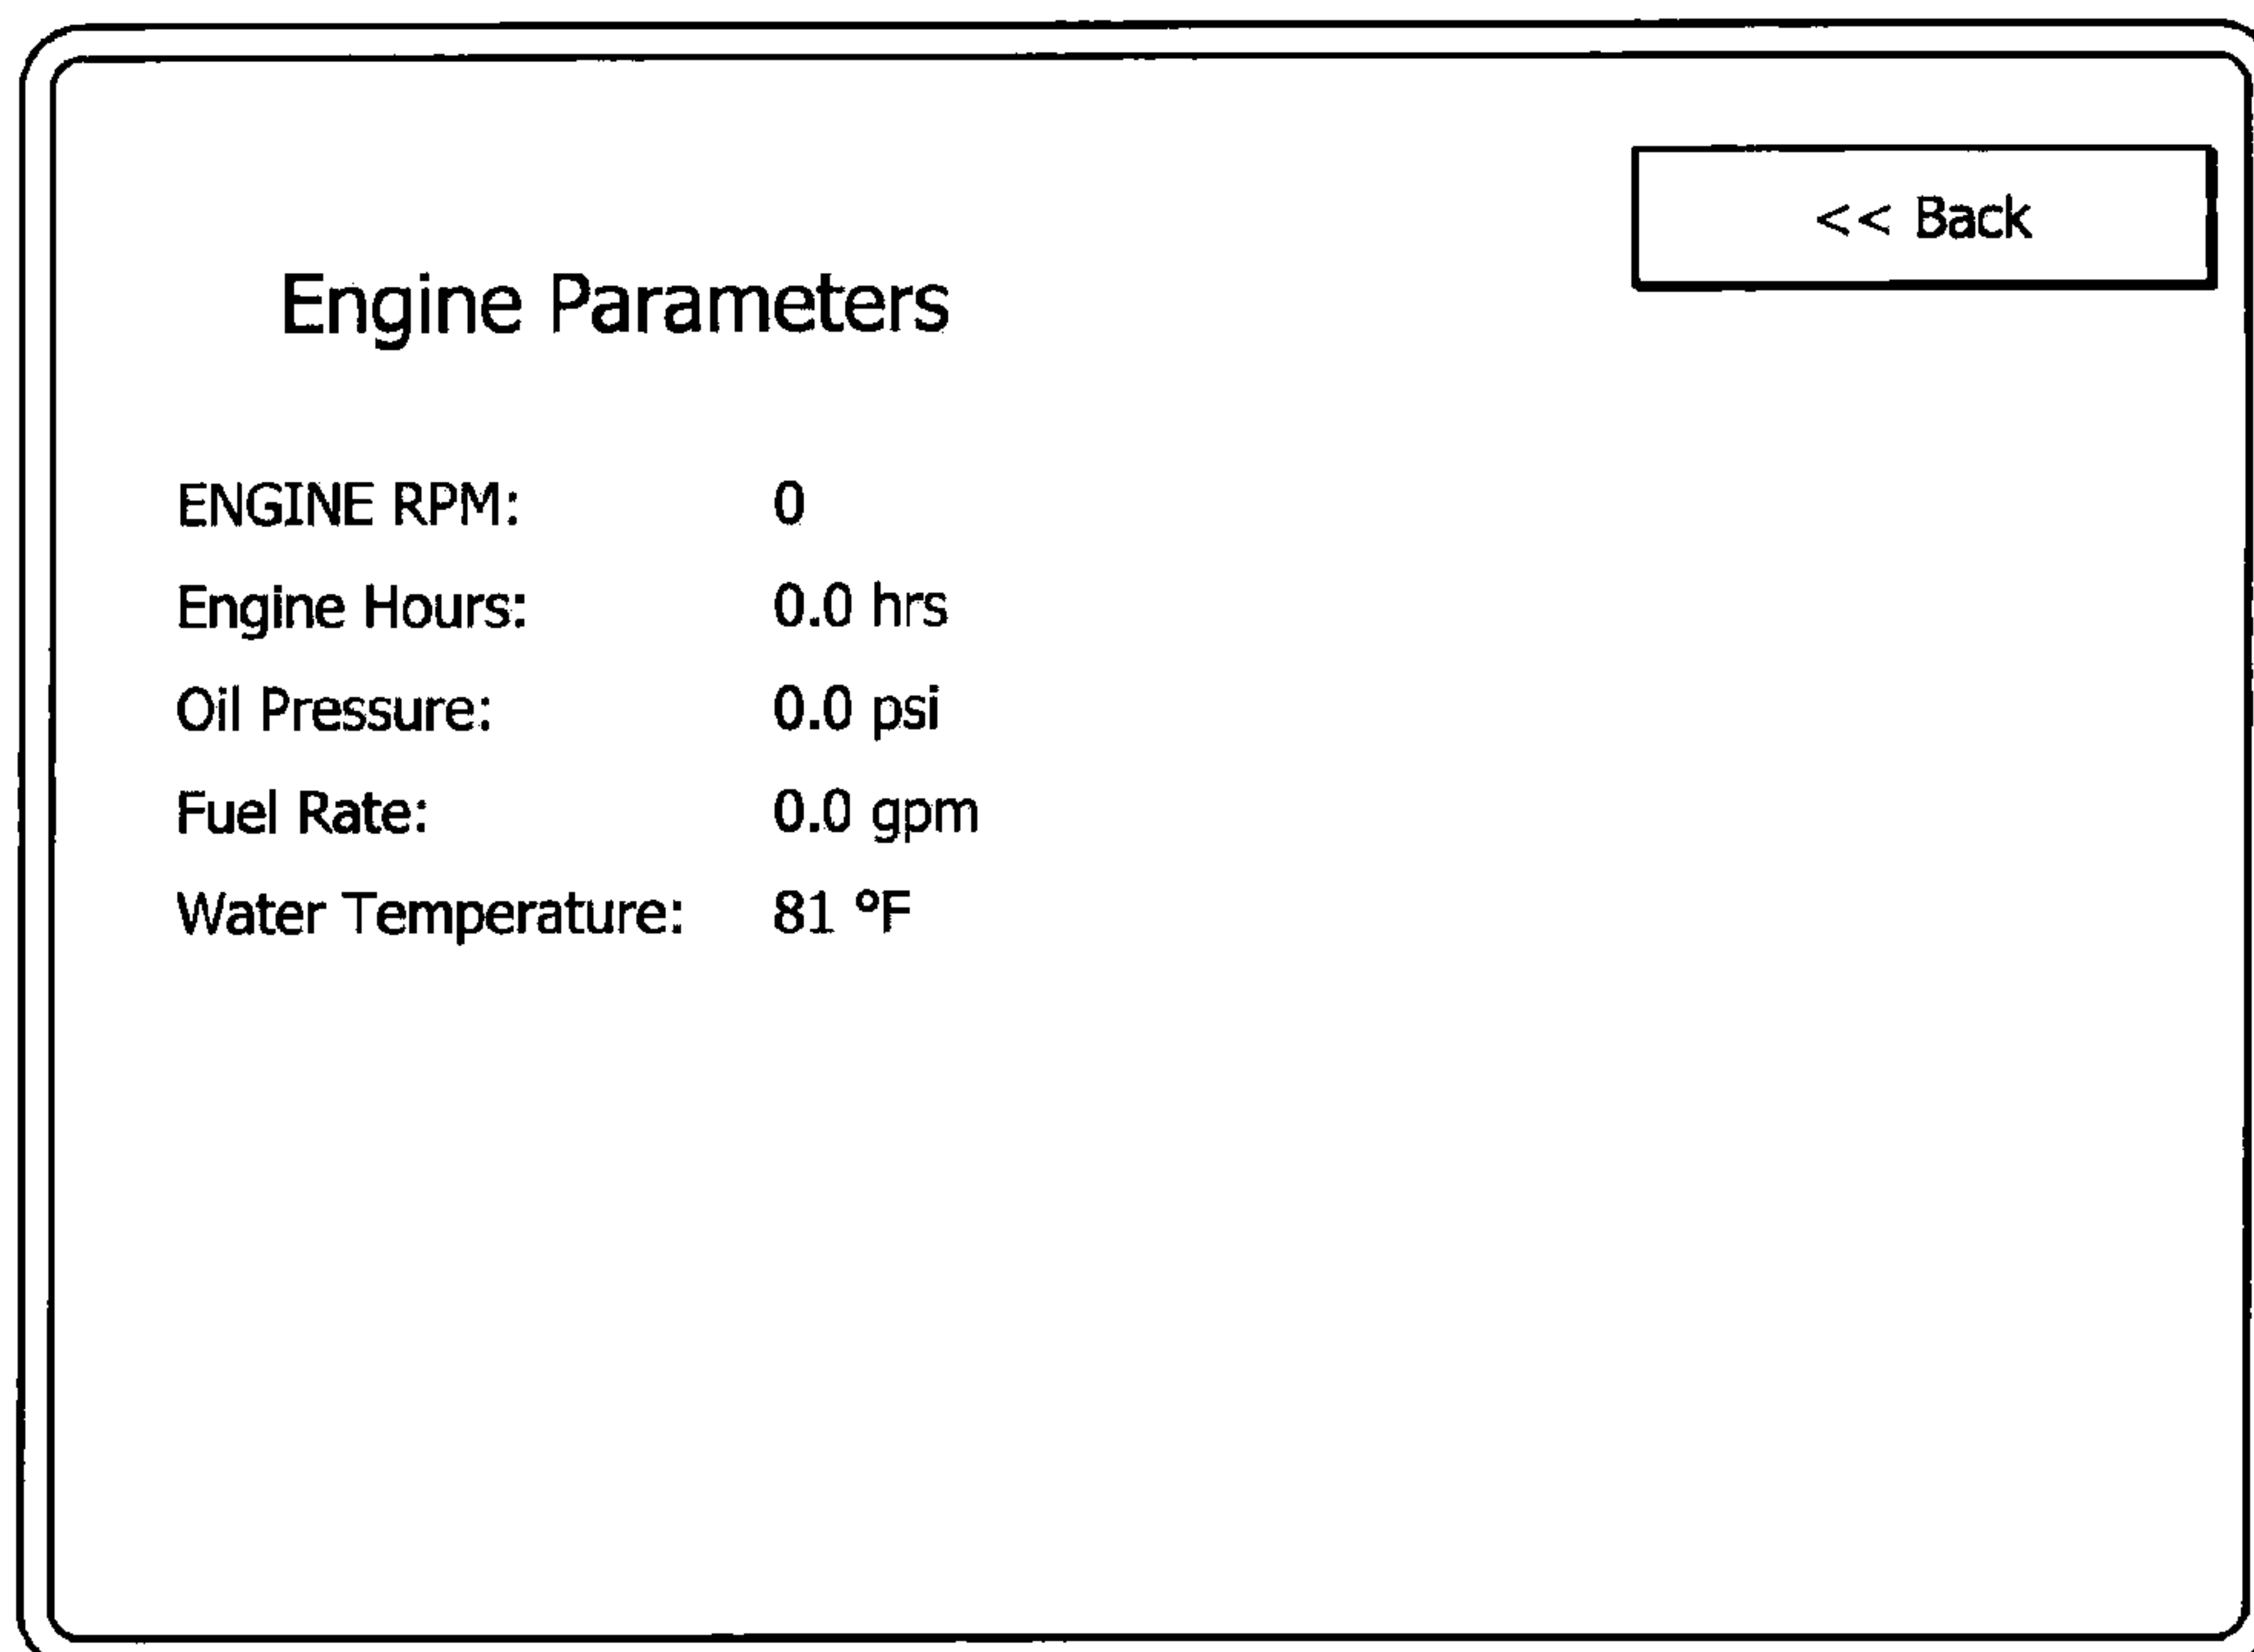 << Back
Engine Parameters
ENGINE RPM: 0
Engine Hours: 0.0 hrs
Oil Pressure: 0.0 psi
Fuel Rate: 0.0 gpm
Water Temperature: 81 ºF